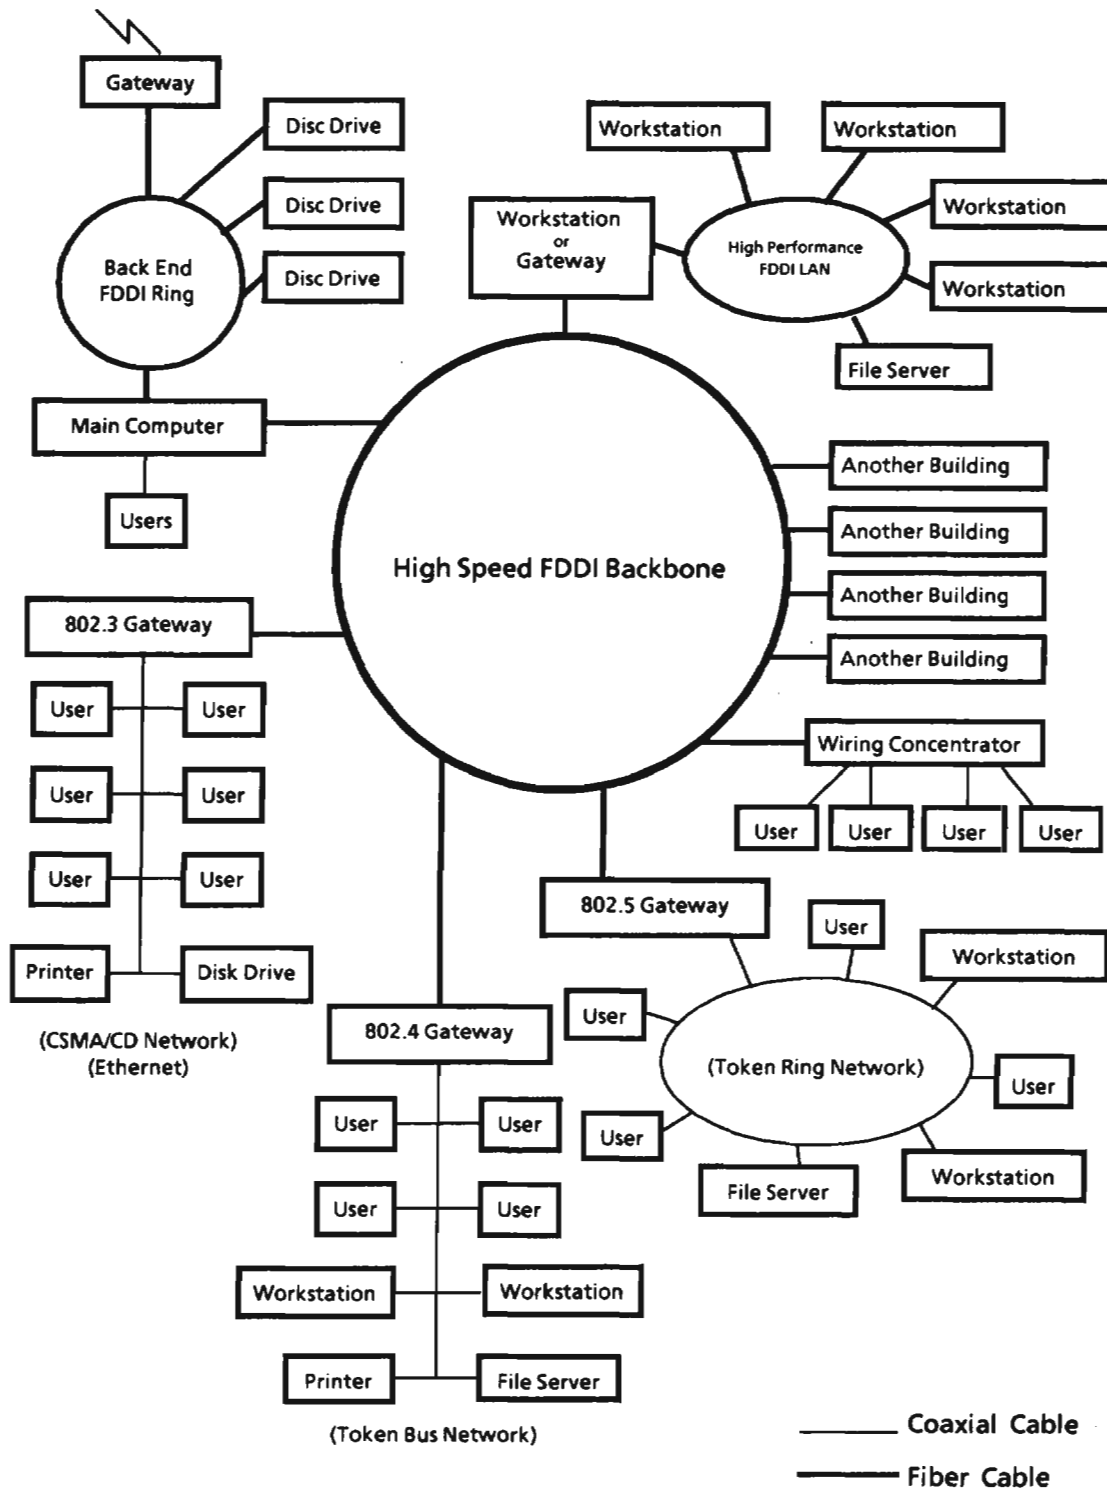 Gateway
Disc Drive
Disc Drive
Disc Drive
Back End
FDDI Ring
Main Computer
Users
Workstation
Workstation
Workstation
or
Gateway
High Performance
FDDI LAN
Workstation
Workstation
File Server
High Speed FDDI Backbone
Another Building
Another Building
Another Building
Another Building
Wiring Concentrator
User
User
User
User
802.3 Gateway
User
User
User
User
User
User
Printer
Disk Drive
(CSMA/CD Network)
(Ethernet)
802.4 Gateway
User
User
User
User
Workstation
Workstation
Printer
File Server
(Token Bus Network)
802.5 Gateway
User
Workstation
User
(Token Ring Network)
User
User
Workstation
File Server
Coaxial Cable
Fiber Cable